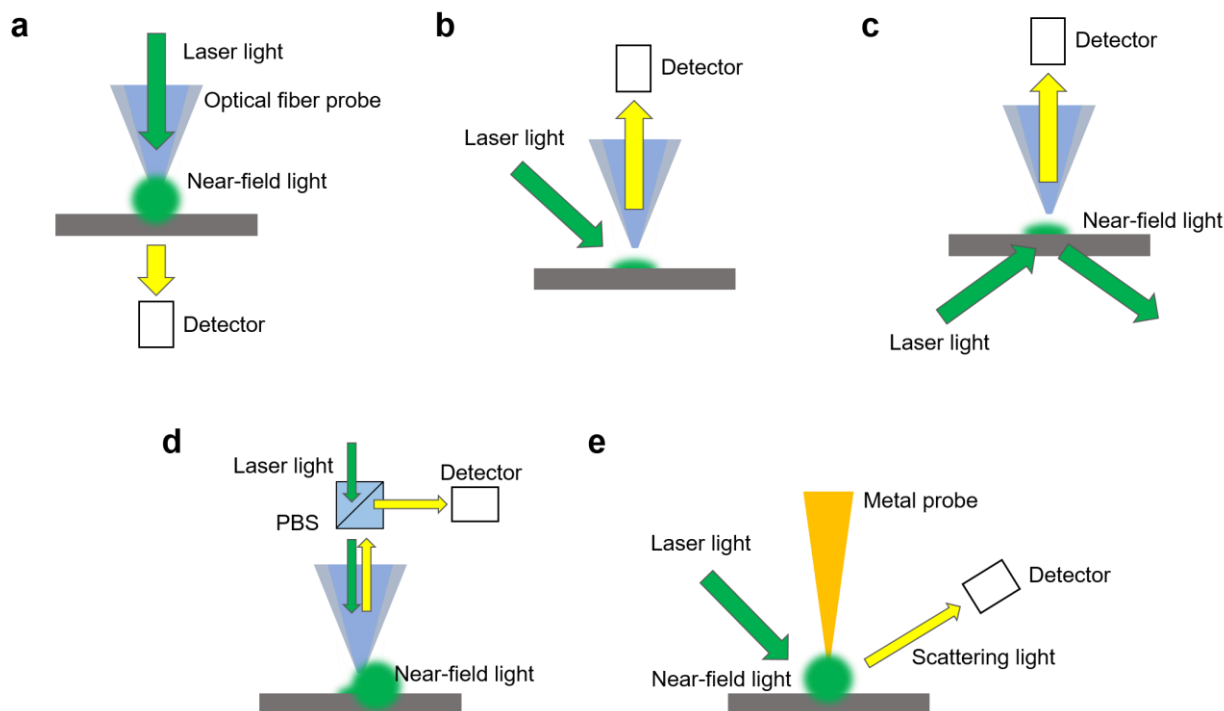 a
Laser light
Optical fiber probe
Near-field light
Detector
b
Detector
Laser light
c
Detector
Near-field light
Laser light
d
Laser light
Detector
PBS
Near-field light
e
Metal probe
Laser light
Detector
Near-field light
Scattering light